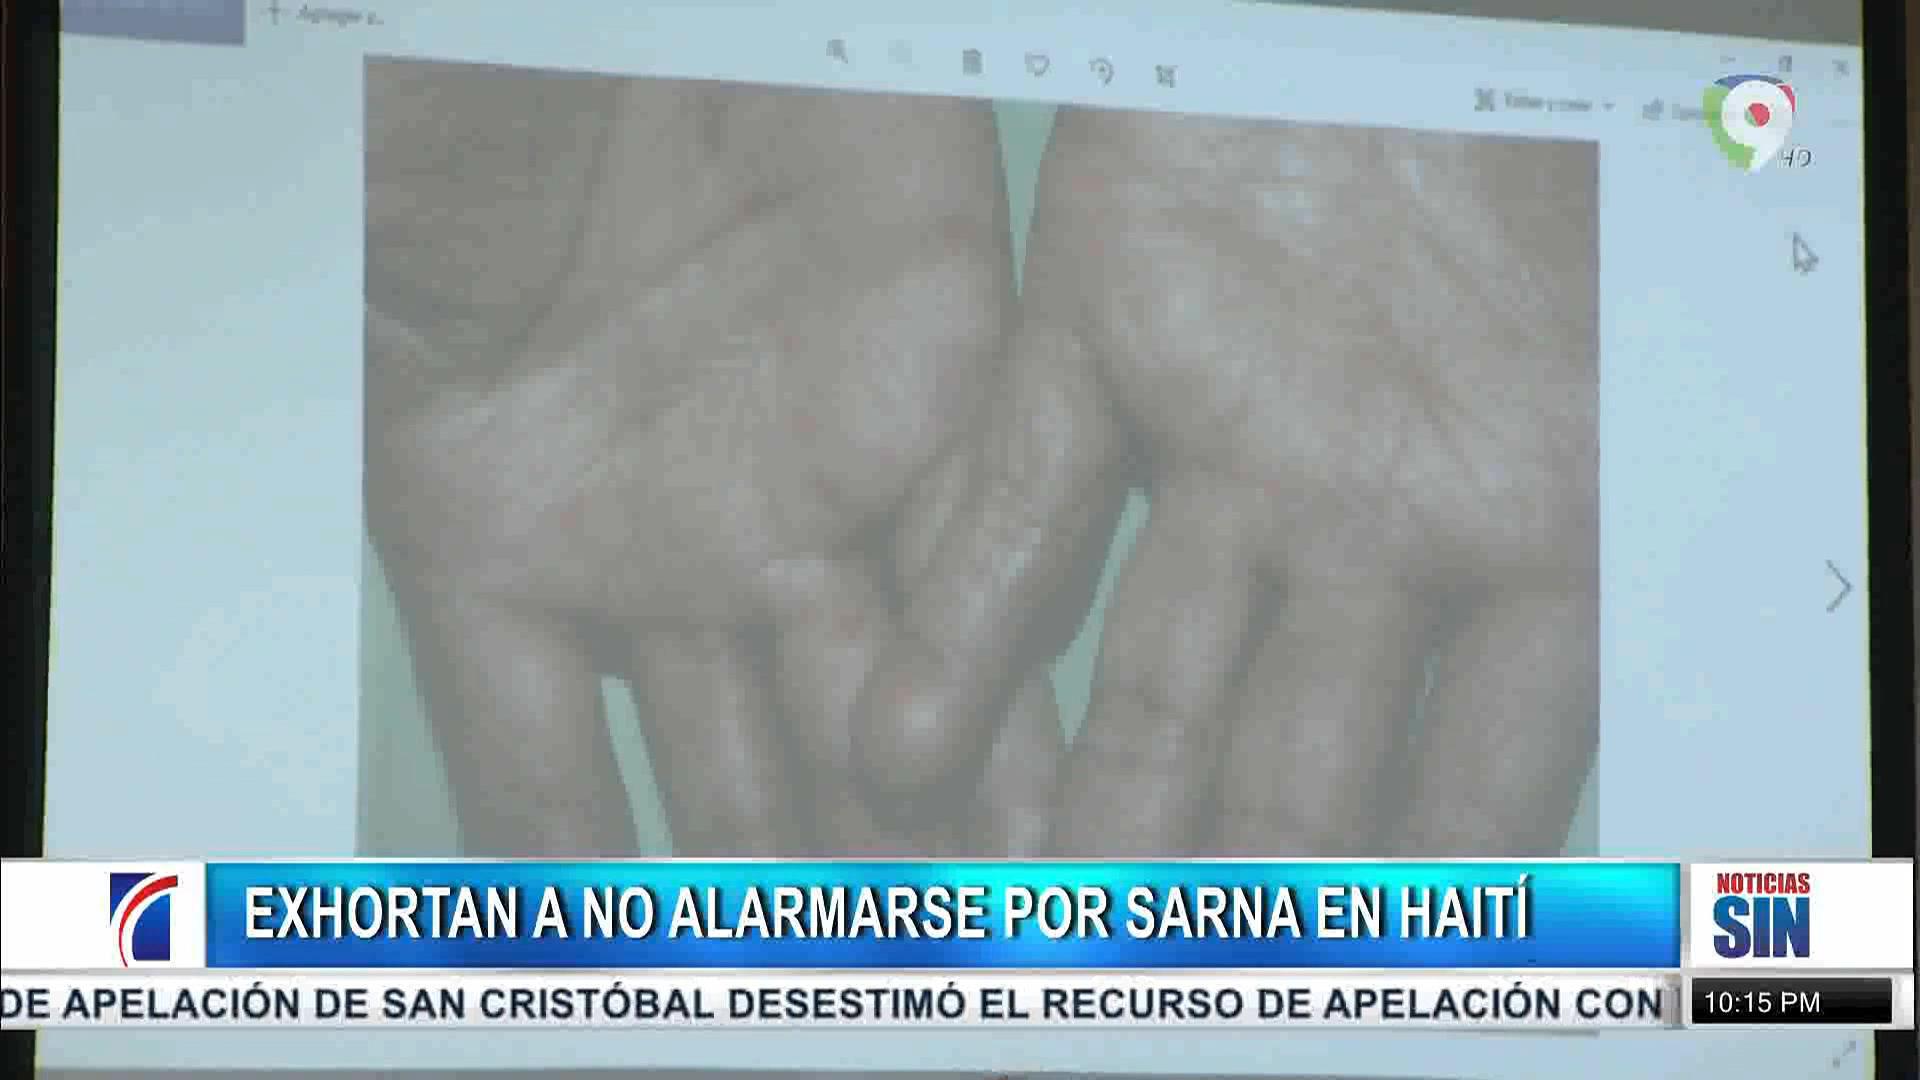 Agregar a
HD
EXHORTAN A NO ALARMARSE POR SARNA EN HAITÍ
NOTICIAS
SIN
DE APELACIÓN DE SAN CRISTÓBAL DESESTIMÓ EL RECURSO DE APELACIÓN CON
10:15 PM